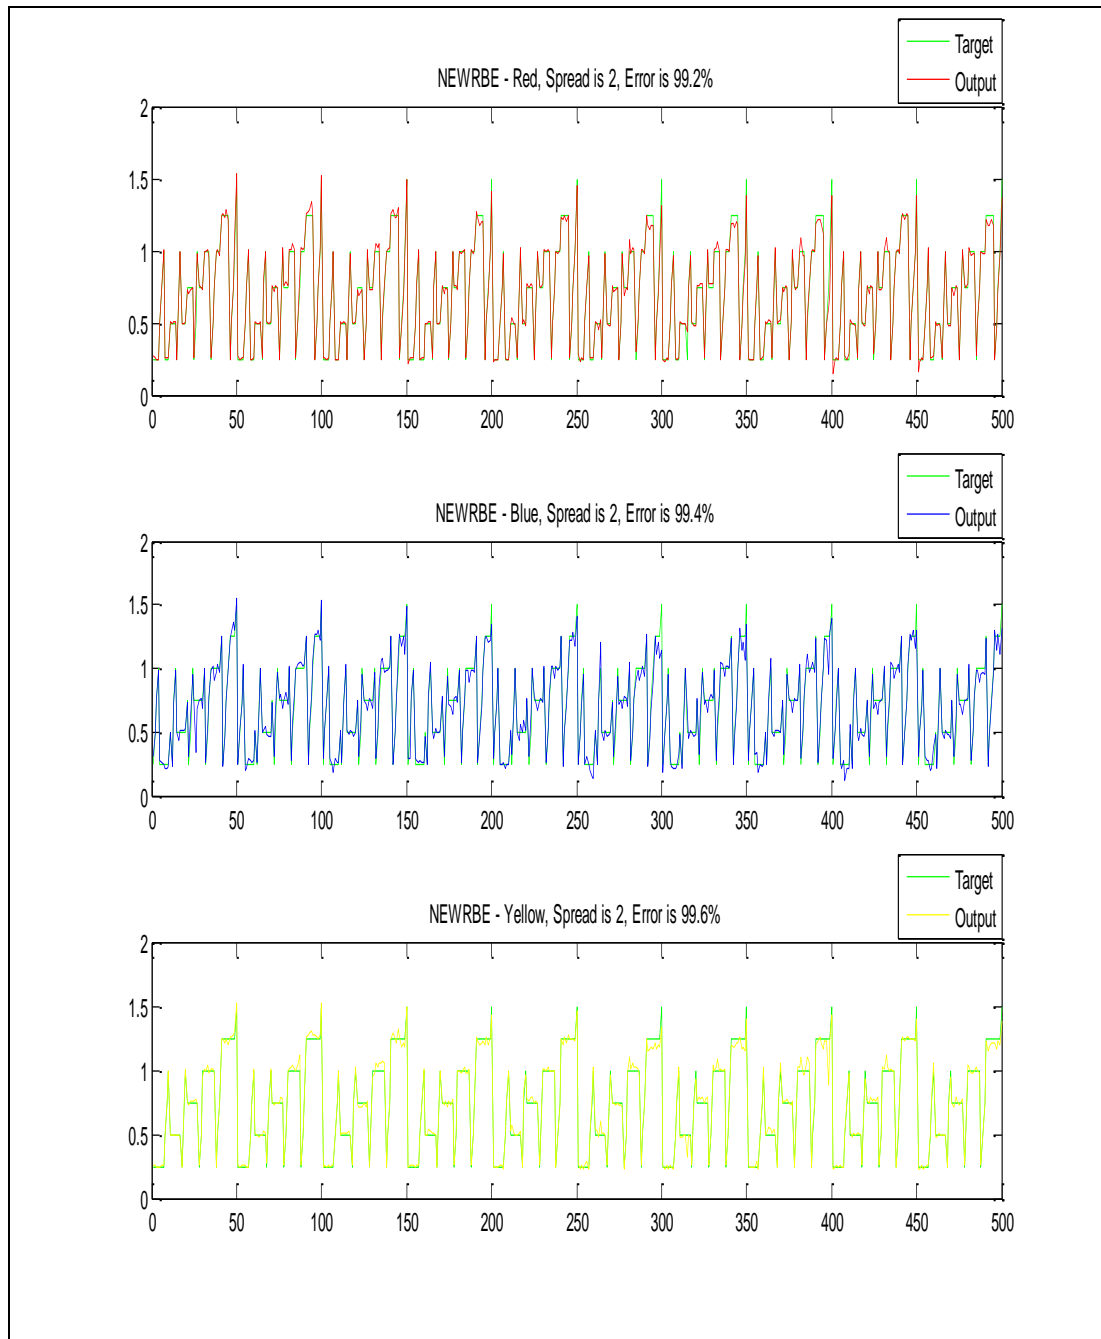 Target
Output
NEWRBE - Red, Spread is 2, Error is 99.2%
2
1.5
1
0.5
0
0 50 100 150 200 250 300 350 400 450 500
Target
Output
NEWRBE - Blue, Spread is 2, Error is 99.4%
2
1.5
1
0.5
0
0 50 100 150 200 250 300 350 400 450 500
Target
Output
NEWRBE - Yellow, Spread is 2, Error is 99.6%
2
1.5
1
0.5
0
0 50 100 150 200 250 300 350 400 450 500